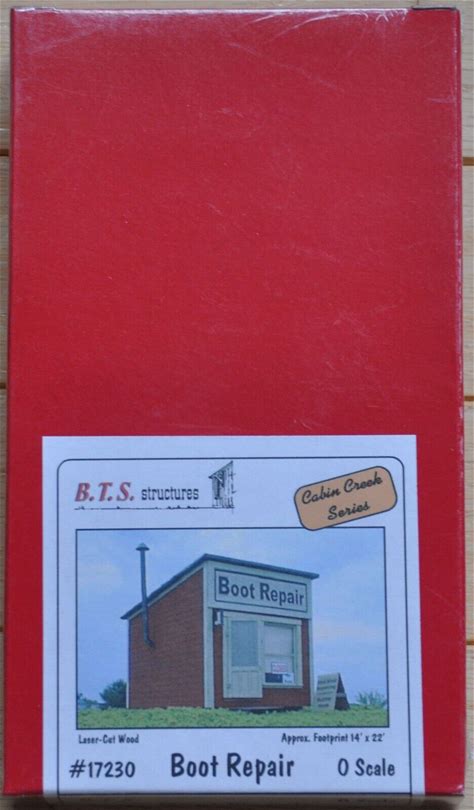 B.T.S. structures
Cabin Creek
Series
Boot Repair
Laser-Cut Wood
Approx. Footprint 14' x 22'
#17230 Boot Repair O Scale